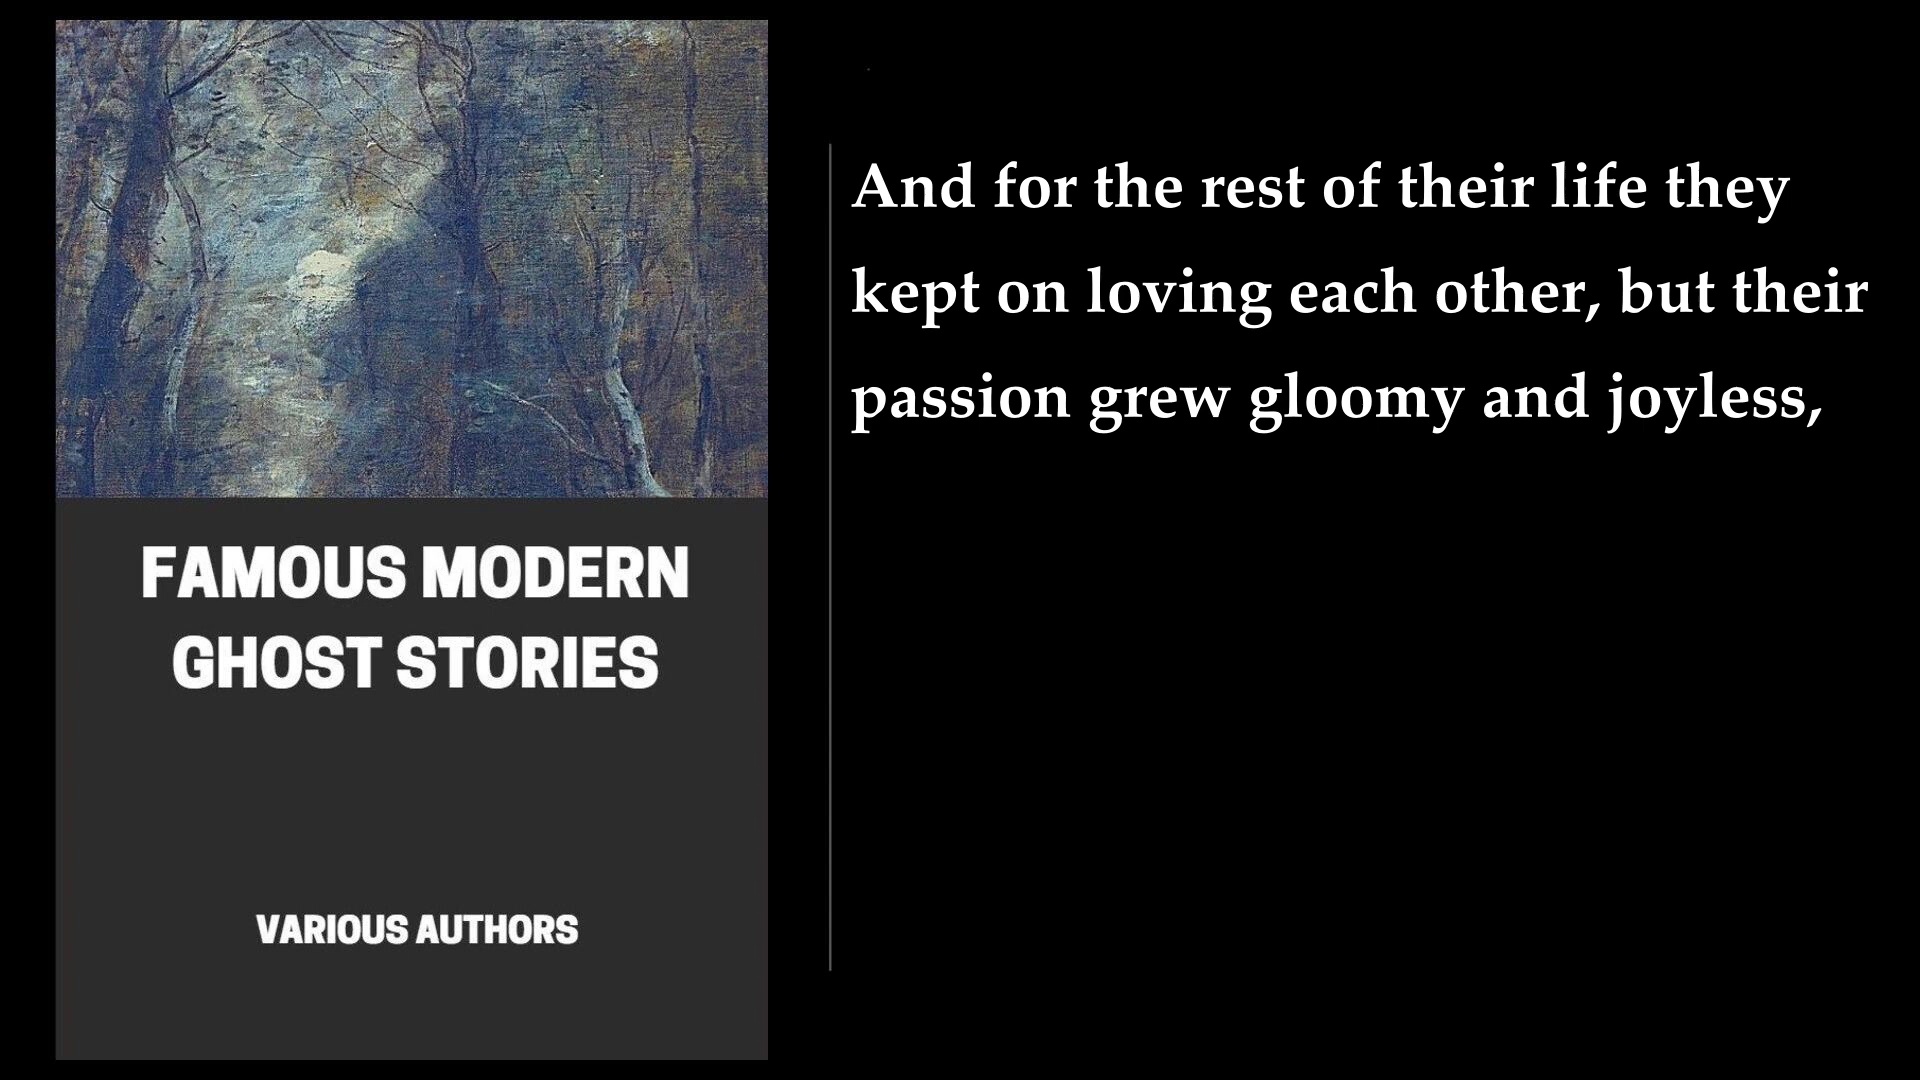 FAMOUS MODERN
GHOST STORIES
VARIOUS AUTHORS
And for the rest of their life they
kept on loving each other, but their
passion grew gloomy and joyless,